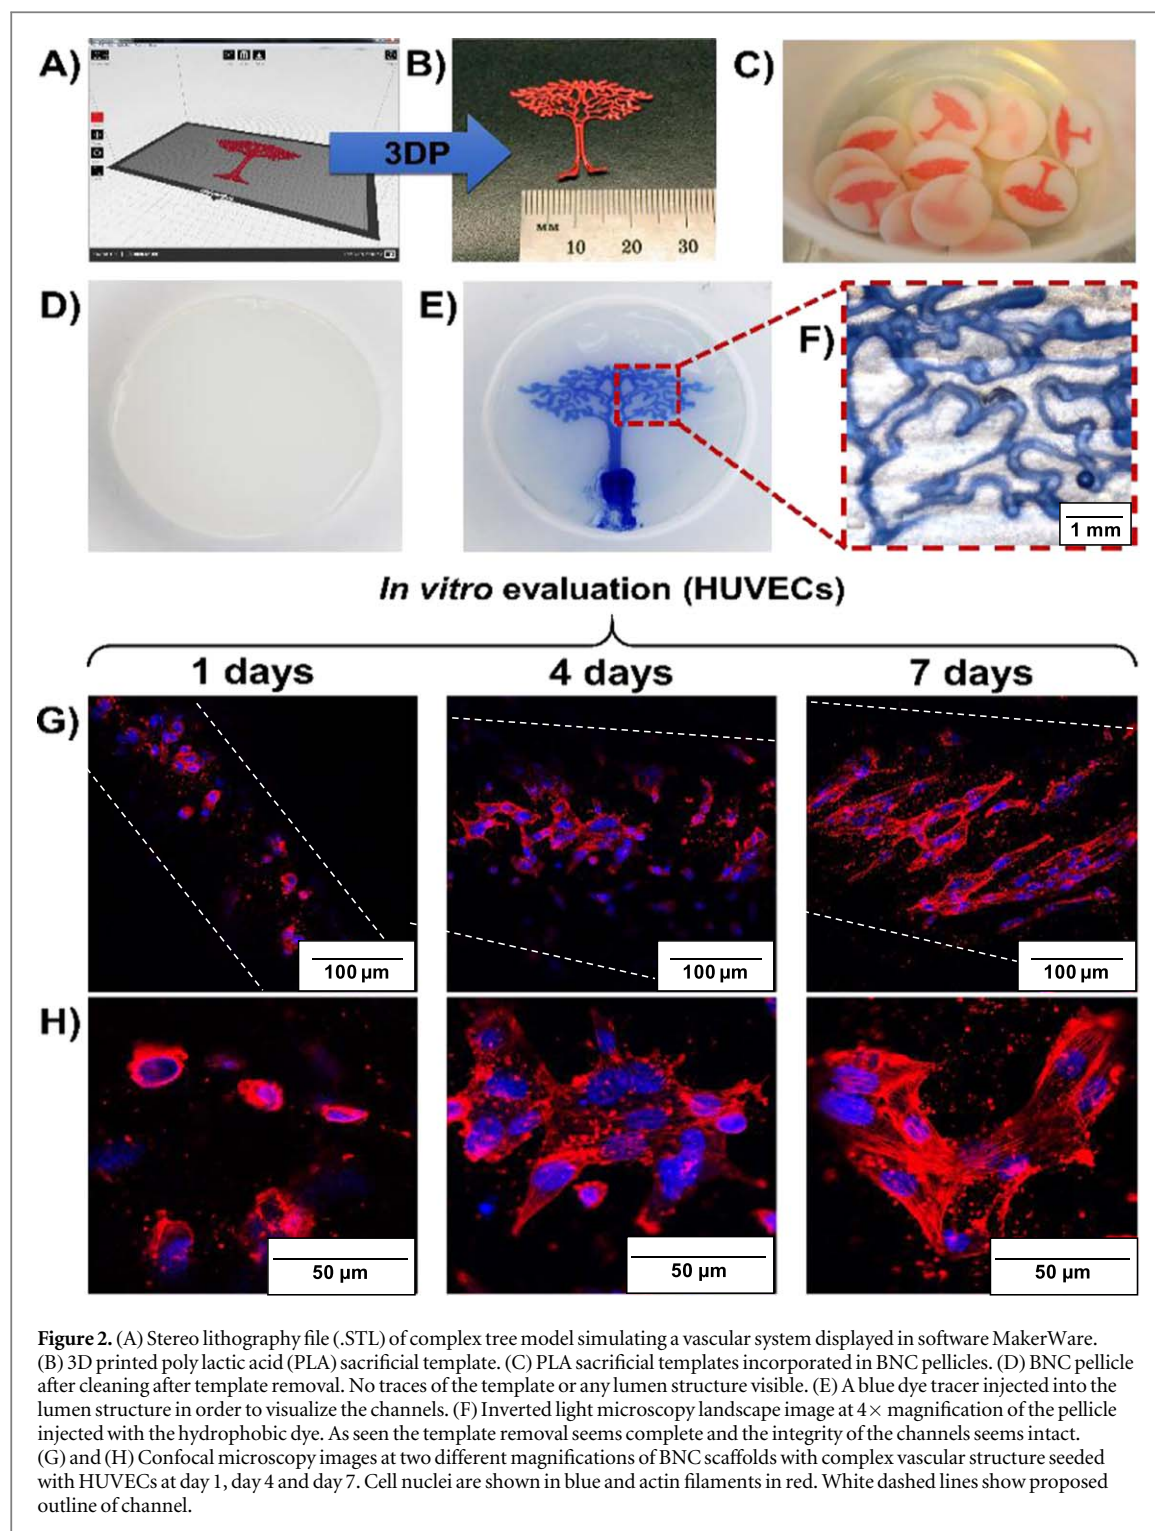 A)
B)
C)
3DP
MM
10 20 30
D)
E)
F)
1 mm
In vitro evaluation (HUVECs)
1 days
4 days
7 days
G)
100 µm
100 µm
100 µm
H)
50 µm
50 µm
50 µm
Figure 2. (A) Stereo lithography file (.STL) of complex tree model simulating a vascular system displayed in software MakerWare.
(B) 3D printed poly lactic acid (PLA) sacrificial template. (C) PLA sacrificial templates incorporated in BNC pellicles. (D) BNC pellicle
after cleaning after template removal. No traces of the template or any lumen structure visible. (E) A blue dye tracer injected into the
lumen structure in order to visualize the channels. (F) Inverted light microscopy landscape image at 4× magnification of the pellicle
injected with the hydrophobic dye. As seen the template removal seems complete and the integrity of the channels seems intact.
(G) and (H) Confocal microscopy images at two different magnifications of BNC scaffolds with complex vascular structure seeded
with HUVECs at day 1, day 4 and day 7. Cell nuclei are shown in blue and actin filaments in red. White dashed lines show proposed
outline of channel.